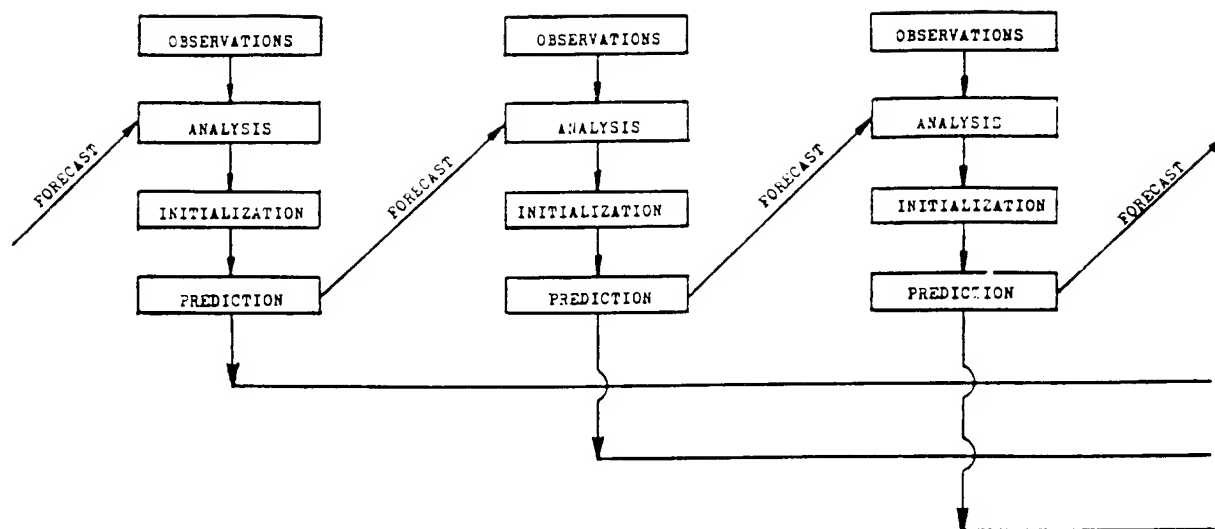 OBSERVATIONS
ANALYSIS
INITIALIZATION
PREDICTION
FORECAST
FORECAST
OBSERVATIONS
ANALYSIS
INITIALIZATION
PREDICTION
FORECAST
OBSERVATIONS
ANALYSIS
INITIALIZATION
PREDICTION
FORECAST